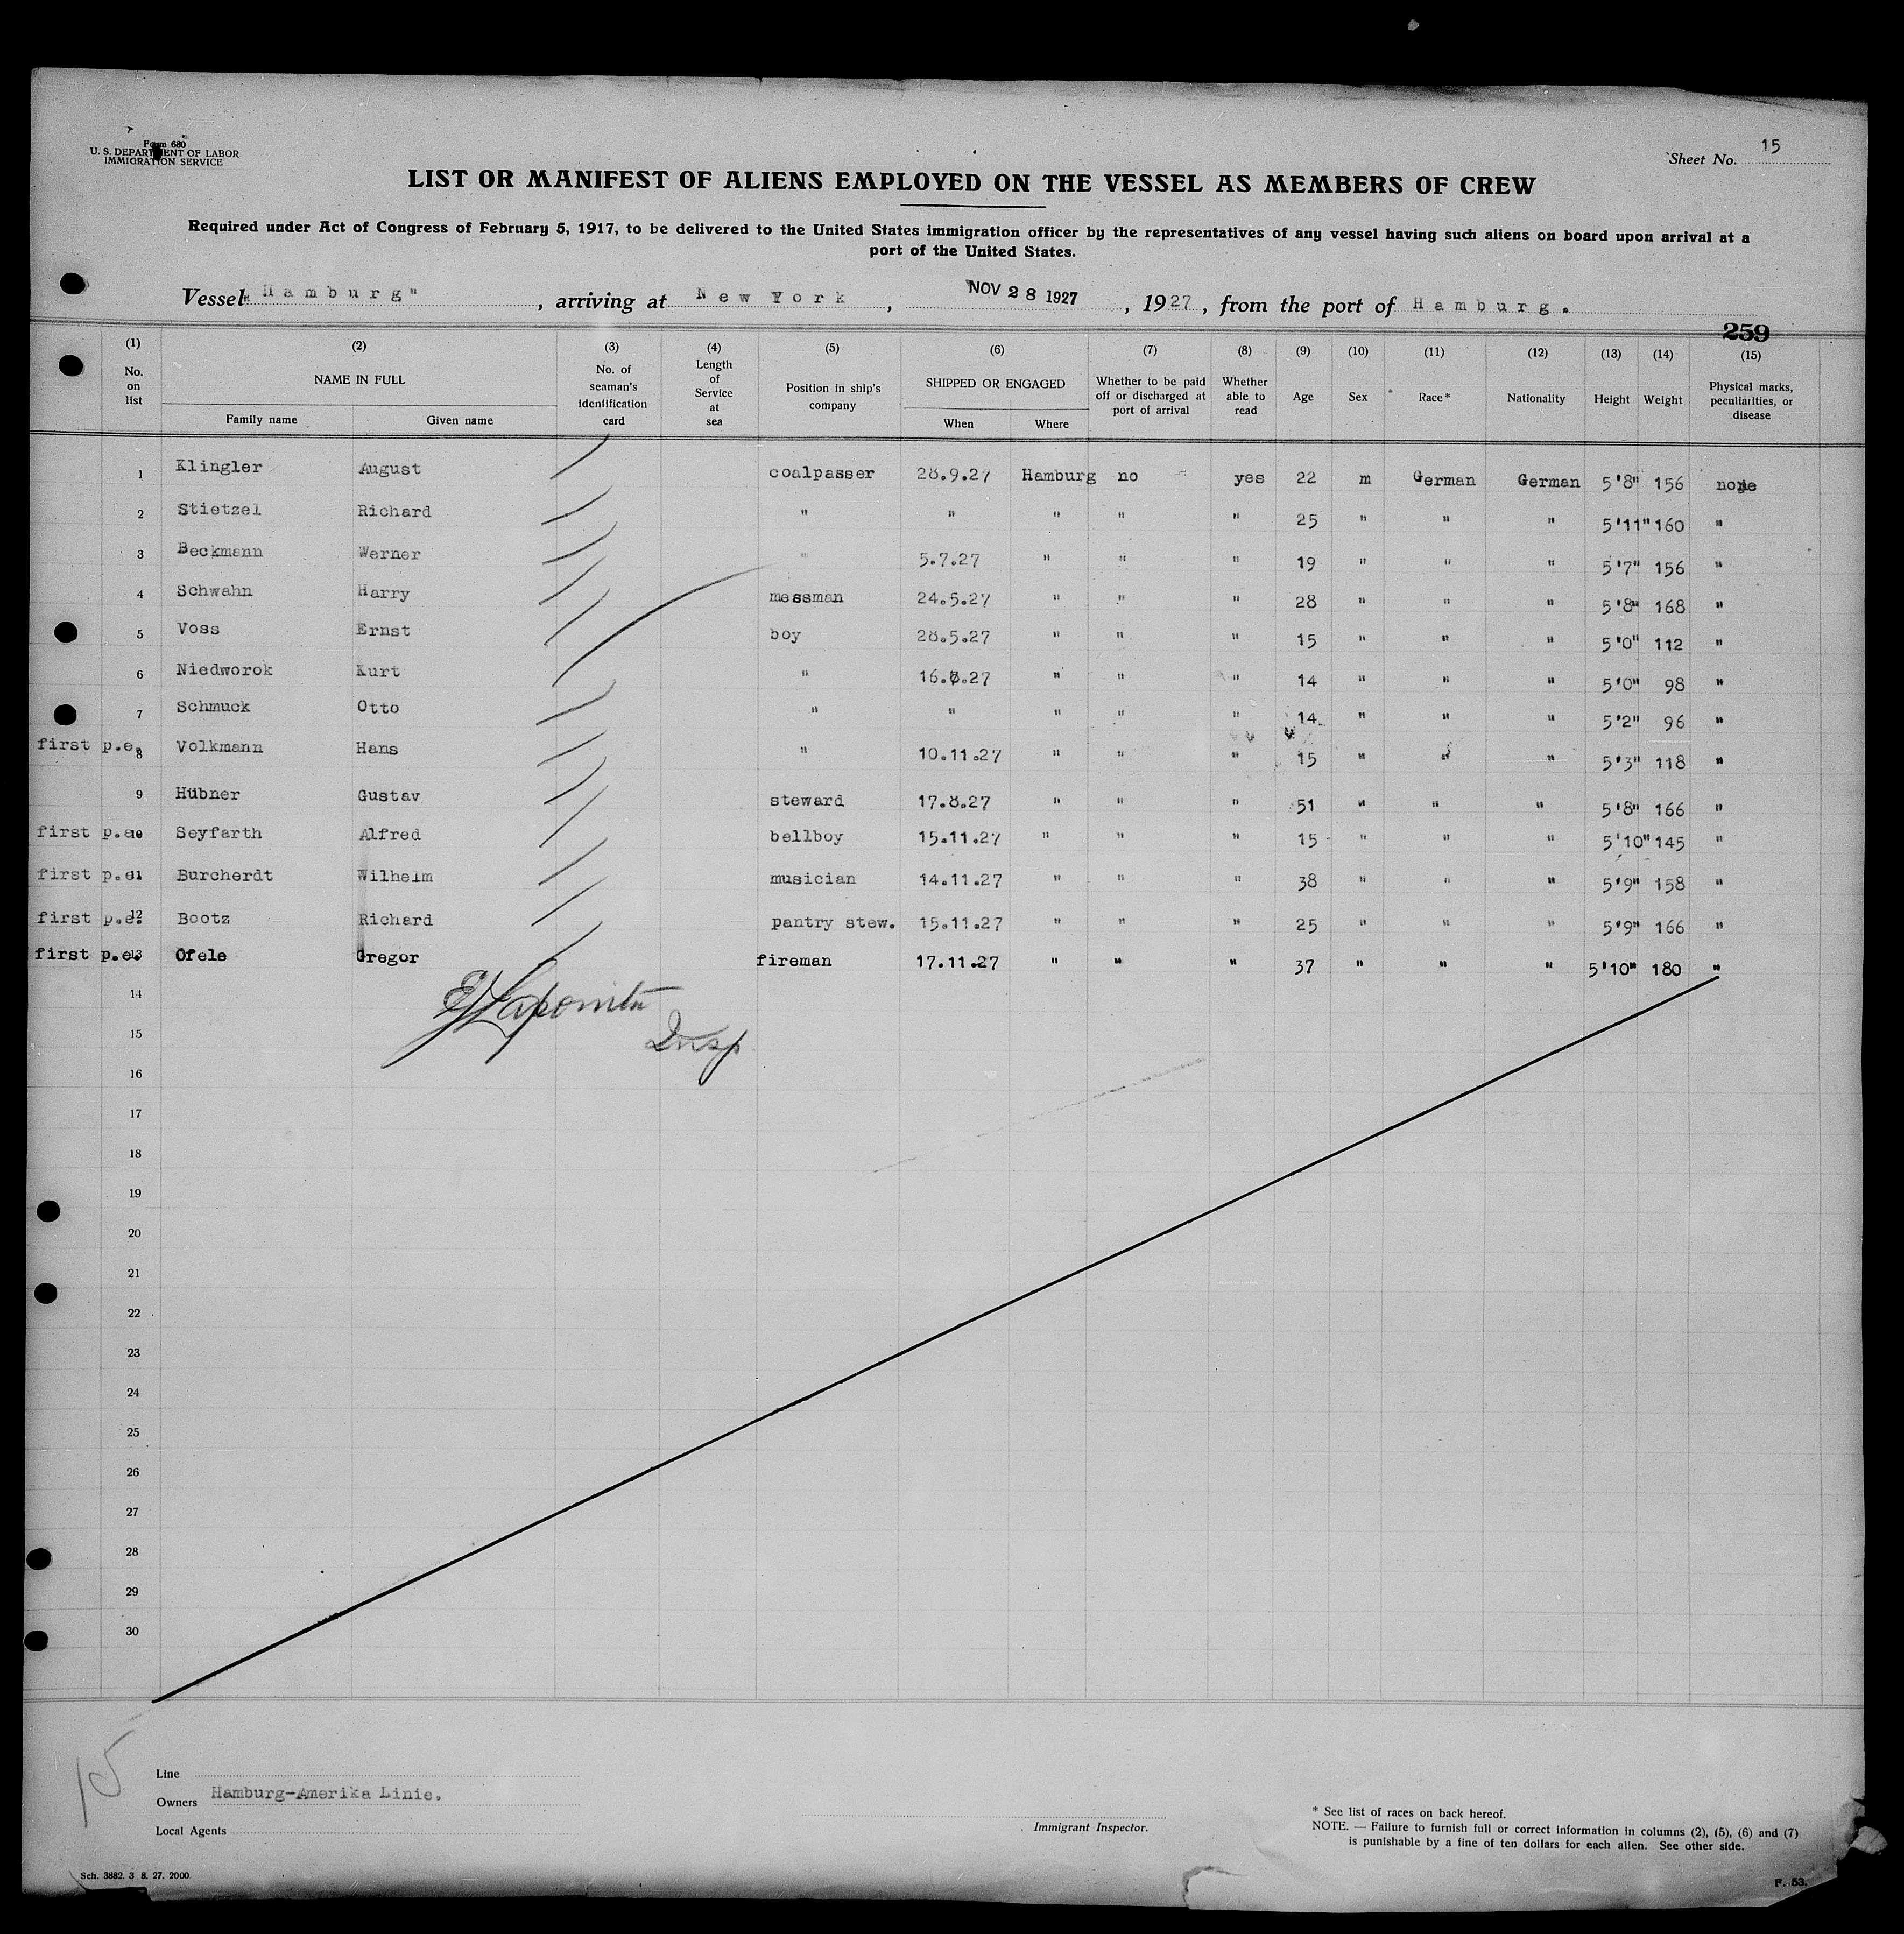 Form 680
U. S. DEPARTMENT OF LABOR
IMMIGRATION SERVICE
Sheet No. 15
LIST OR MANIFEST OF ALIENS EMPLOYED ON THE VESSEL AS MEMBERS OF CREW
Required under Act of Congress of February 5, 1917, to be delivered to the United States immigration officer by the representatives of any vessel having such aliens on board upon arrival at a
port of the United States.
Vessel "Hamburg", arriving at New York, NOV 28 1927, 1927, from the port of Hamburg.
259
(1) (2) (3) (4) (5) (6) (7) (8) (9) (10) (11) (12) (13) (14) (15)
No. on list NAME IN FULL Family name Given name No. of seaman's identification card Length of Service at sea Position in ship's company SHIPPED OR ENGAGED When Where Whether to be paid off or discharged at port of arrival Whether able to read Age Sex Race* Nationality Height Weight Physical marks, peculiarities, or disease
1 Klingler August coalpasser 28.9.27 Hamburg no yes 22 m German German 5'8" 156 none
2 Stietzel Richard " " " " " 25 " " " 5'11" 160 "
3 Beckmann Werner " 5.7.27 " " " 19 " " " 5'7" 156 "
4 Schwahn Harry messman 24.5.27 " " " 28 " " " 5'8" 168 "
5 Voss Ernst boy 28.5.27 " " " 15 " " " 5'0" 112 "
6 Niedworok Kurt " " " " 14 " " " 5'0" 98 "
7 Schmuck Otto " " " " " 14 " " " 5'2" 96 "
first p.e. 8 Volkmann Hans " 10.11.27 " " " 15 " " " 5'3" 118 "
9 Hübner Gustav steward 17.8.27 " " " 51 " " " 5'8" 166 "
first p.e. 10 Seyfarth Alfred bellboy 15.11.27 " " " 15 " " " 5'10" 145 "
first p.e. 11 Burcherdt Wilhelm musician 14.11.27 " " " 38 " " " 5'9" 158 "
first p.e. 12 Bootz Richard pantry stew. 15.11.27 " " " 25 " " " 5'9" 166 "
first p.e. 13 Ofele Gregor fireman 17.11.27 " " " 37 " " " 5'10" 180 "
14
Insp
15
16
17
18
19
20
21
22
23
24
25
26
27
28
29
30
15
Line
Owners Hamburg-Amerika Linie.
Local Agents
Immigrant Inspector.
* See list of races on back hereof.
NOTE. — Failure to furnish full or correct information in columns (2), (5), (6) and (7)
is punishable by a fine of ten dollars for each alien. See other side.
Sch. 3882. 3 8. 27. 2000
F. 53.